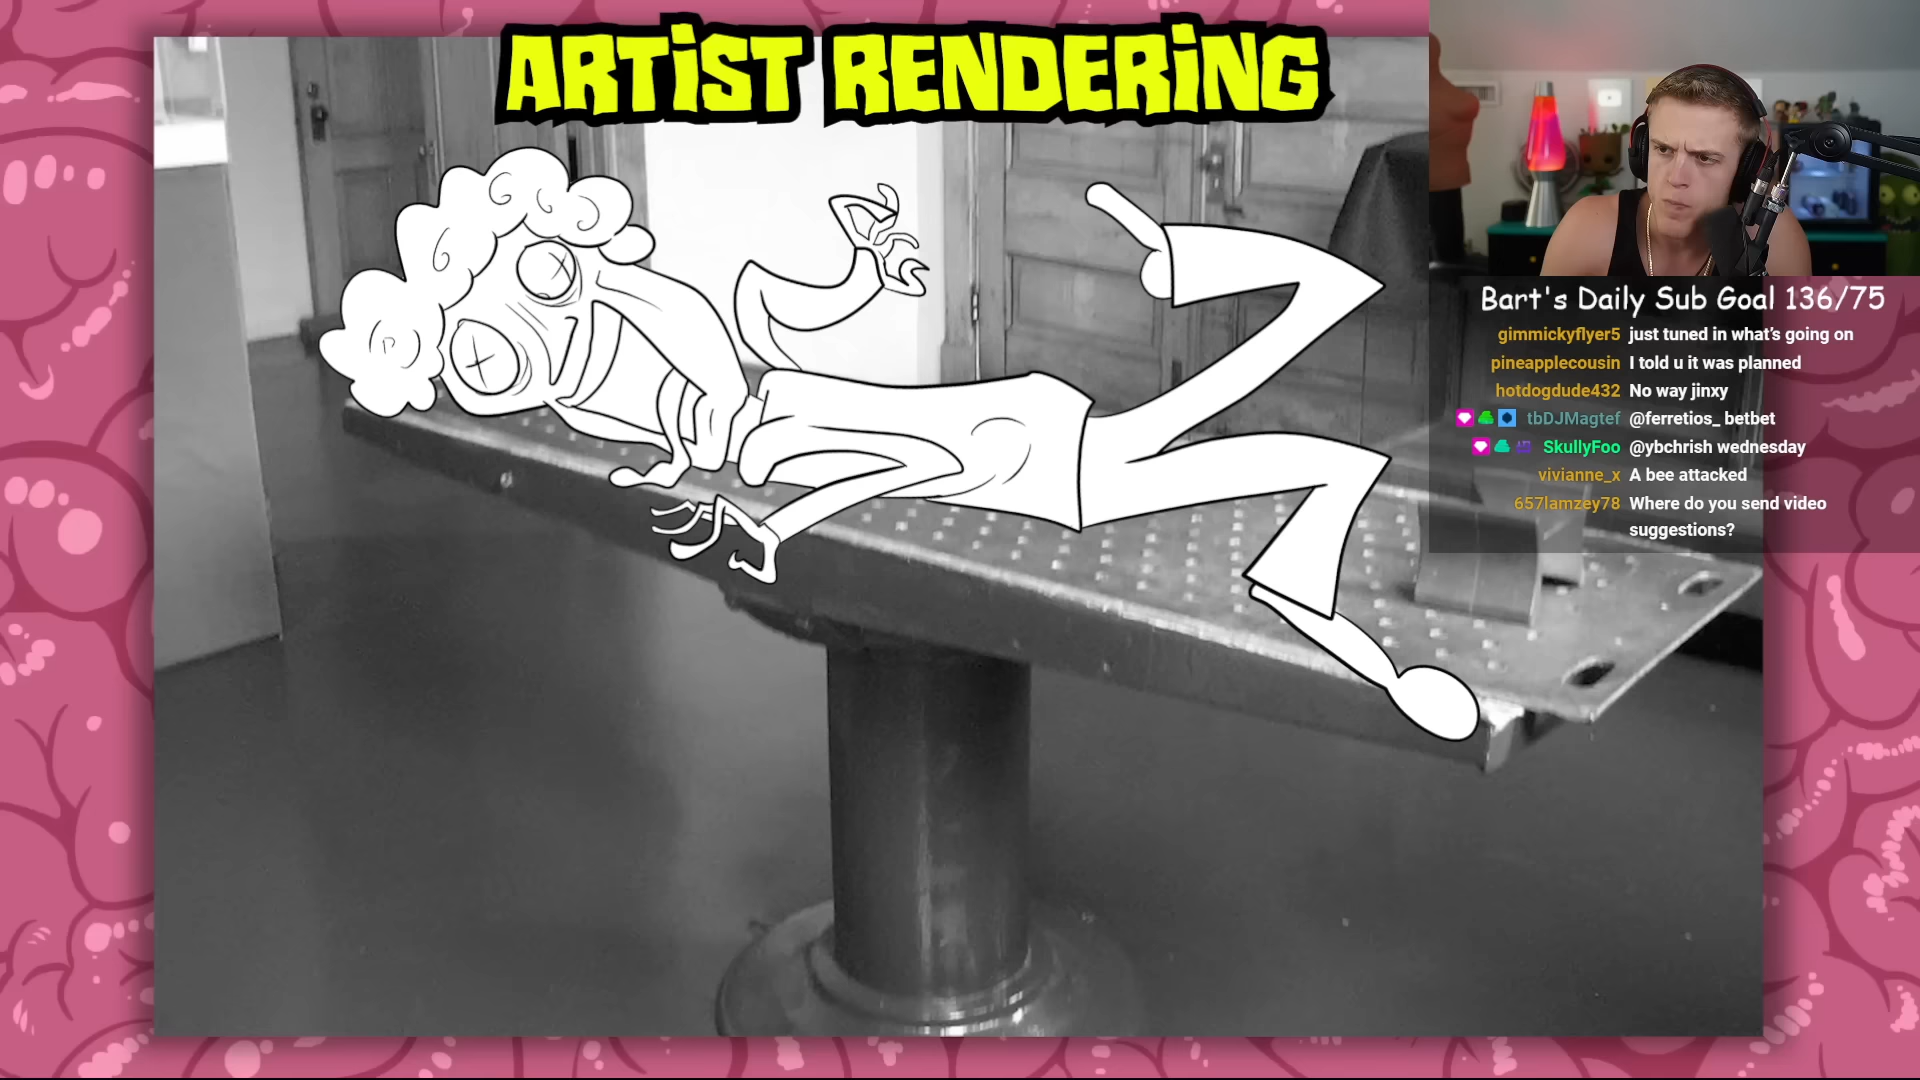 ARTiST RENDERiNG
Bart's Daily Sub Goal 136/75
gimmickyflyer5 just tuned in what's going on
pineapplecousin I told u it was planned
hotdogdude432 No way jinxy
tbDJMagtef @ferretios_ betbet
SkullyFoo @ybchrish wednesday
vivianne_x A bee attacked
657lamzey78 Where do you send video
suggestions?